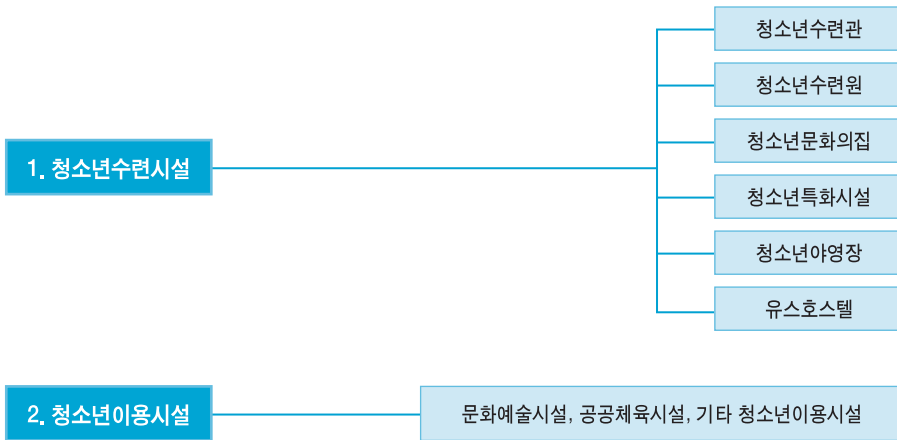 1. 청소년수련시설
청소년수련관
청소년수련원
청소년문화의집
청소년특화시설
청소년야영장
유스호스텔
2. 청소년이용시설
문화예술시설, 공공체육시설, 기타 청소년이용시설